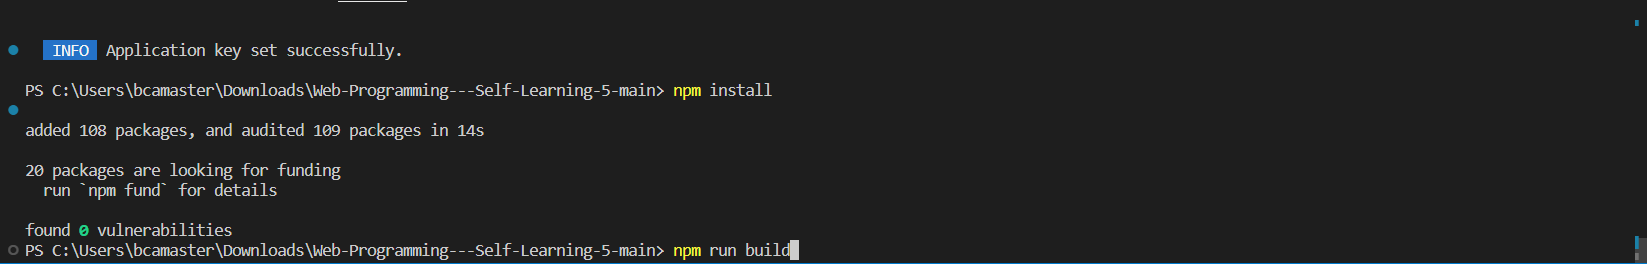 INFO Application key set successfully.
PS C:\Users\bcamaster\Downloads\Web-Programming---Self-Learning-5-main> npm install
added 108 packages, and audited 109 packages in 14s
20 packages are looking for funding
run `npm fund` for details
found 0 vulnerabilities
PS C:\Users\bcamaster\Downloads\Web-Programming---Self-Learning-5-main> npm run build